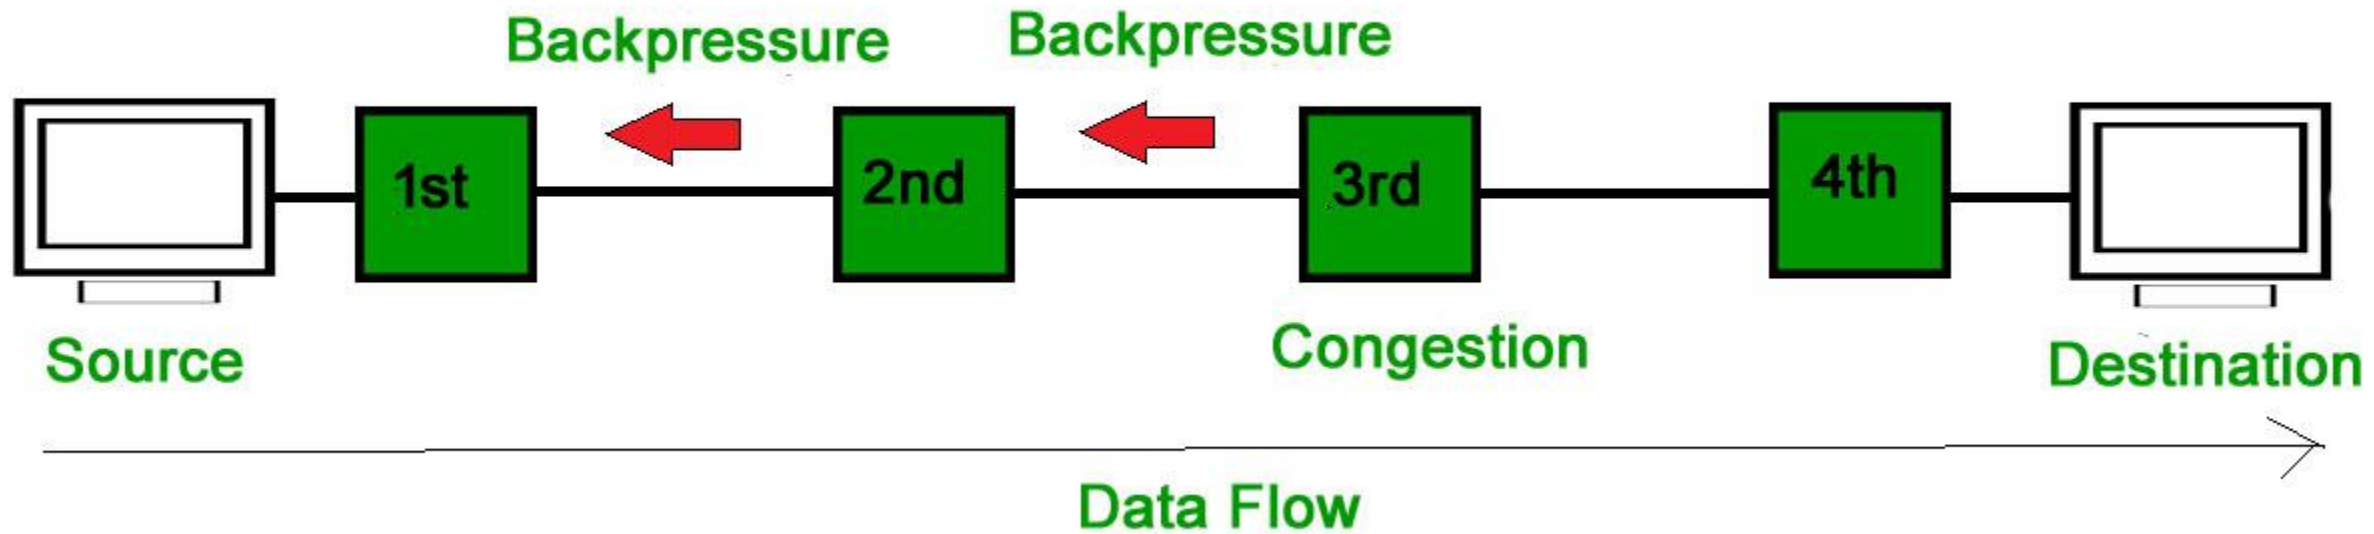 Backpressure
Backpressure
1st
2nd
3rd
4th
Source
Congestion
Destination
Data Flow